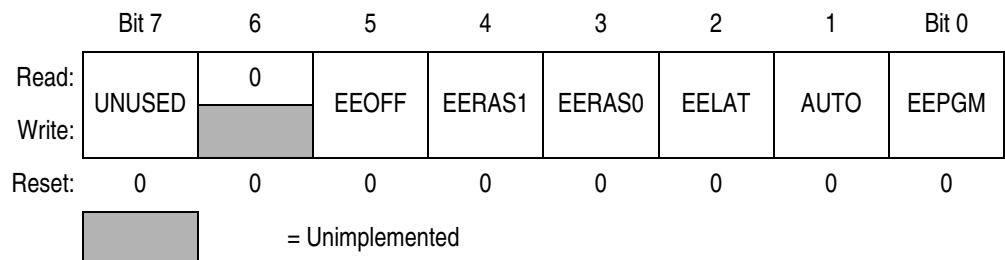 Bit 7 6 5 4 3 2 1 Bit 0
Read: UNUSED 0 EEOFF EERAS1 EERAS0 EELAT AUTO EEPGM
Write:
Reset: 0 0 0 0 0 0 0 0
= Unimplemented